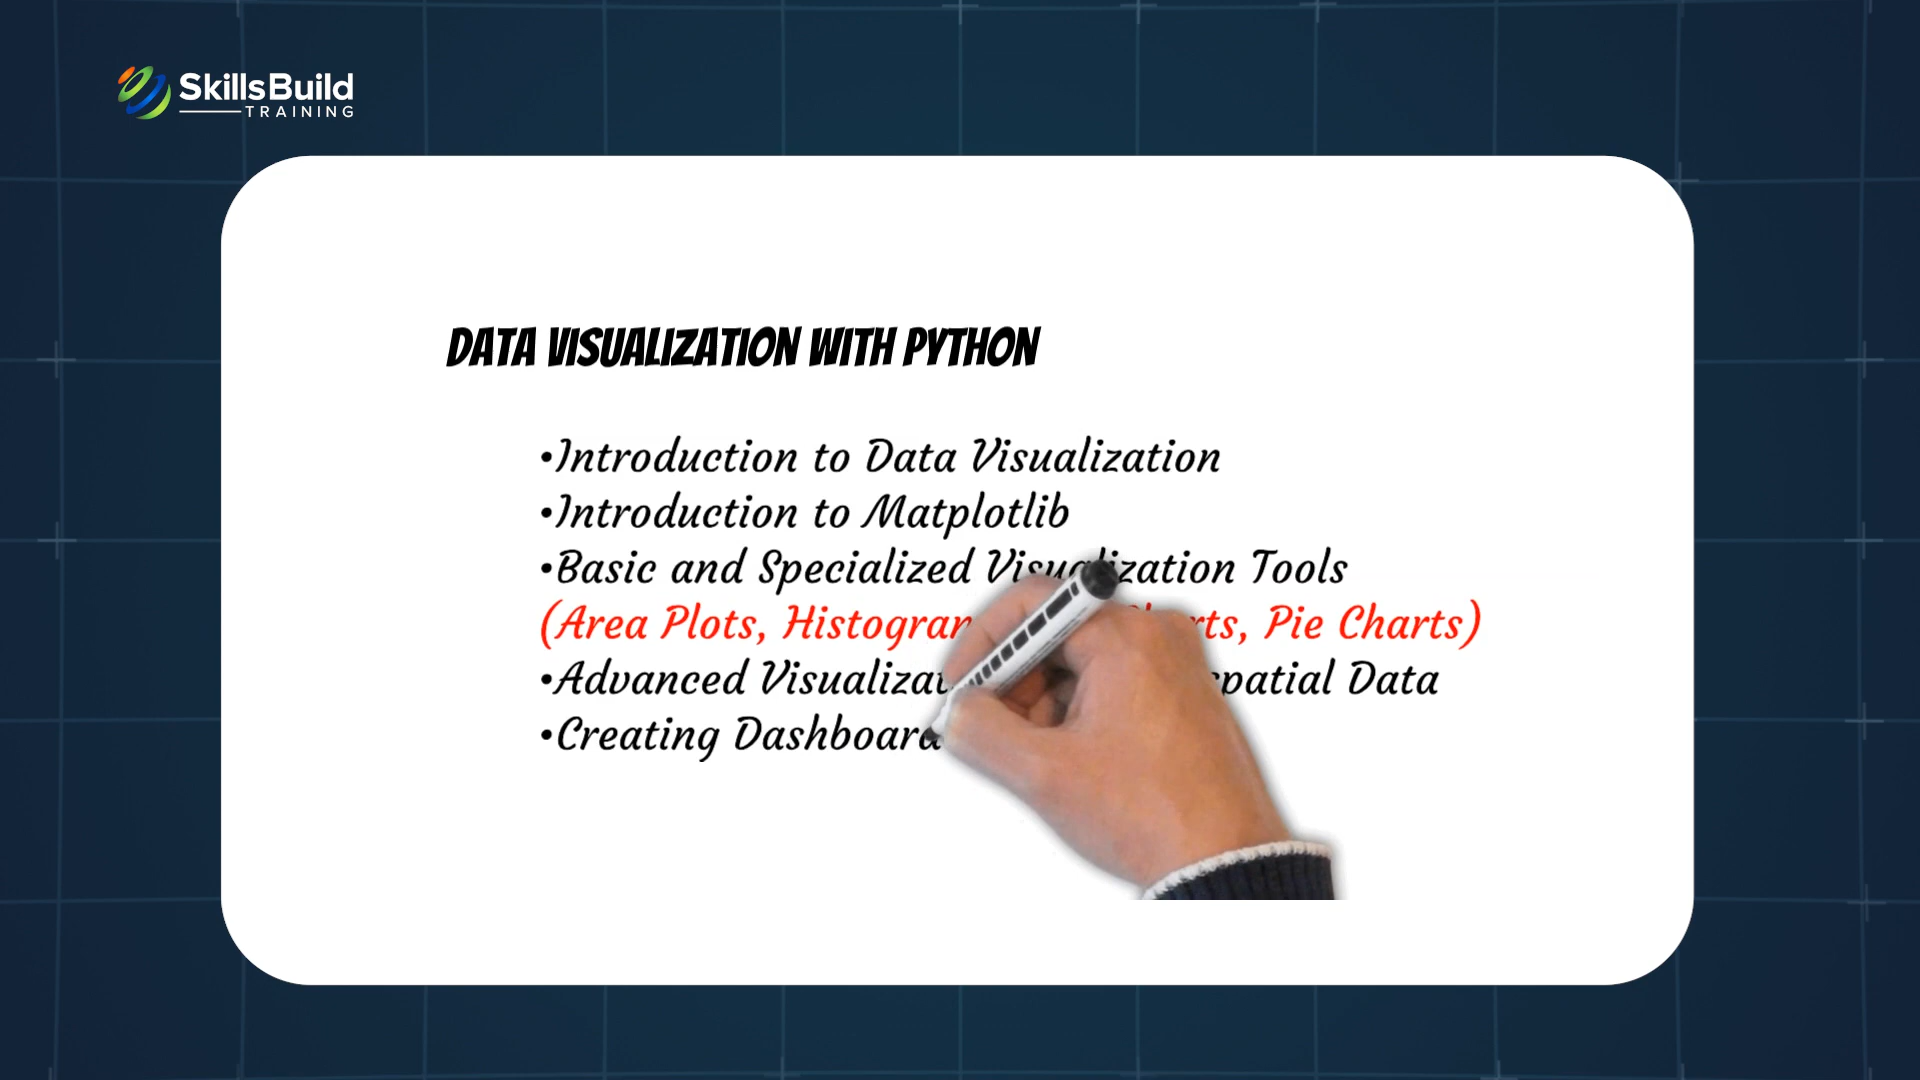 SkillsBuild
TRAINING
DATA VISUALIZATION WITH PYTHON
•Introduction to Data Visualization
•Introduction to Matplotlib
•Basic and Specialized Visualization Tools
(Area Plots, Pie Charts)
•Advanced Data
•Creating